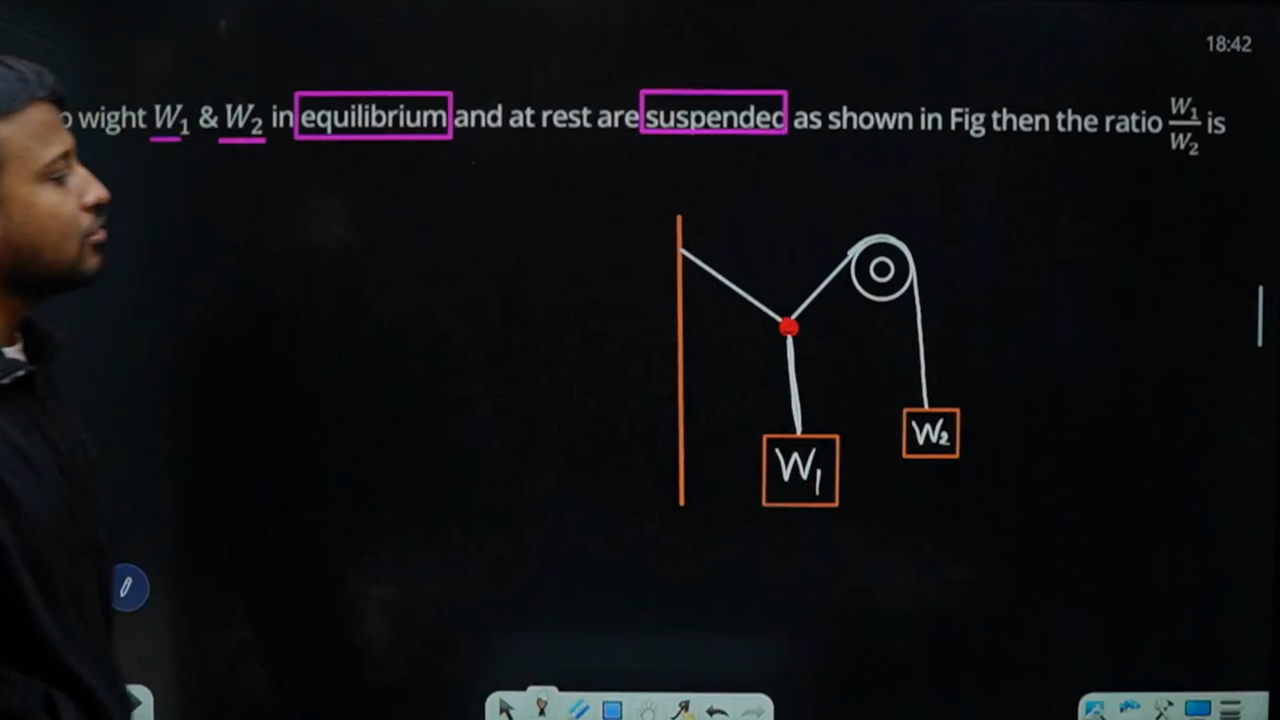 18:42
wight W₁ & W₂ in equilibrium and at rest are suspended as shown in Fig then the ratio W₁/W₂ is
W₁
W₂